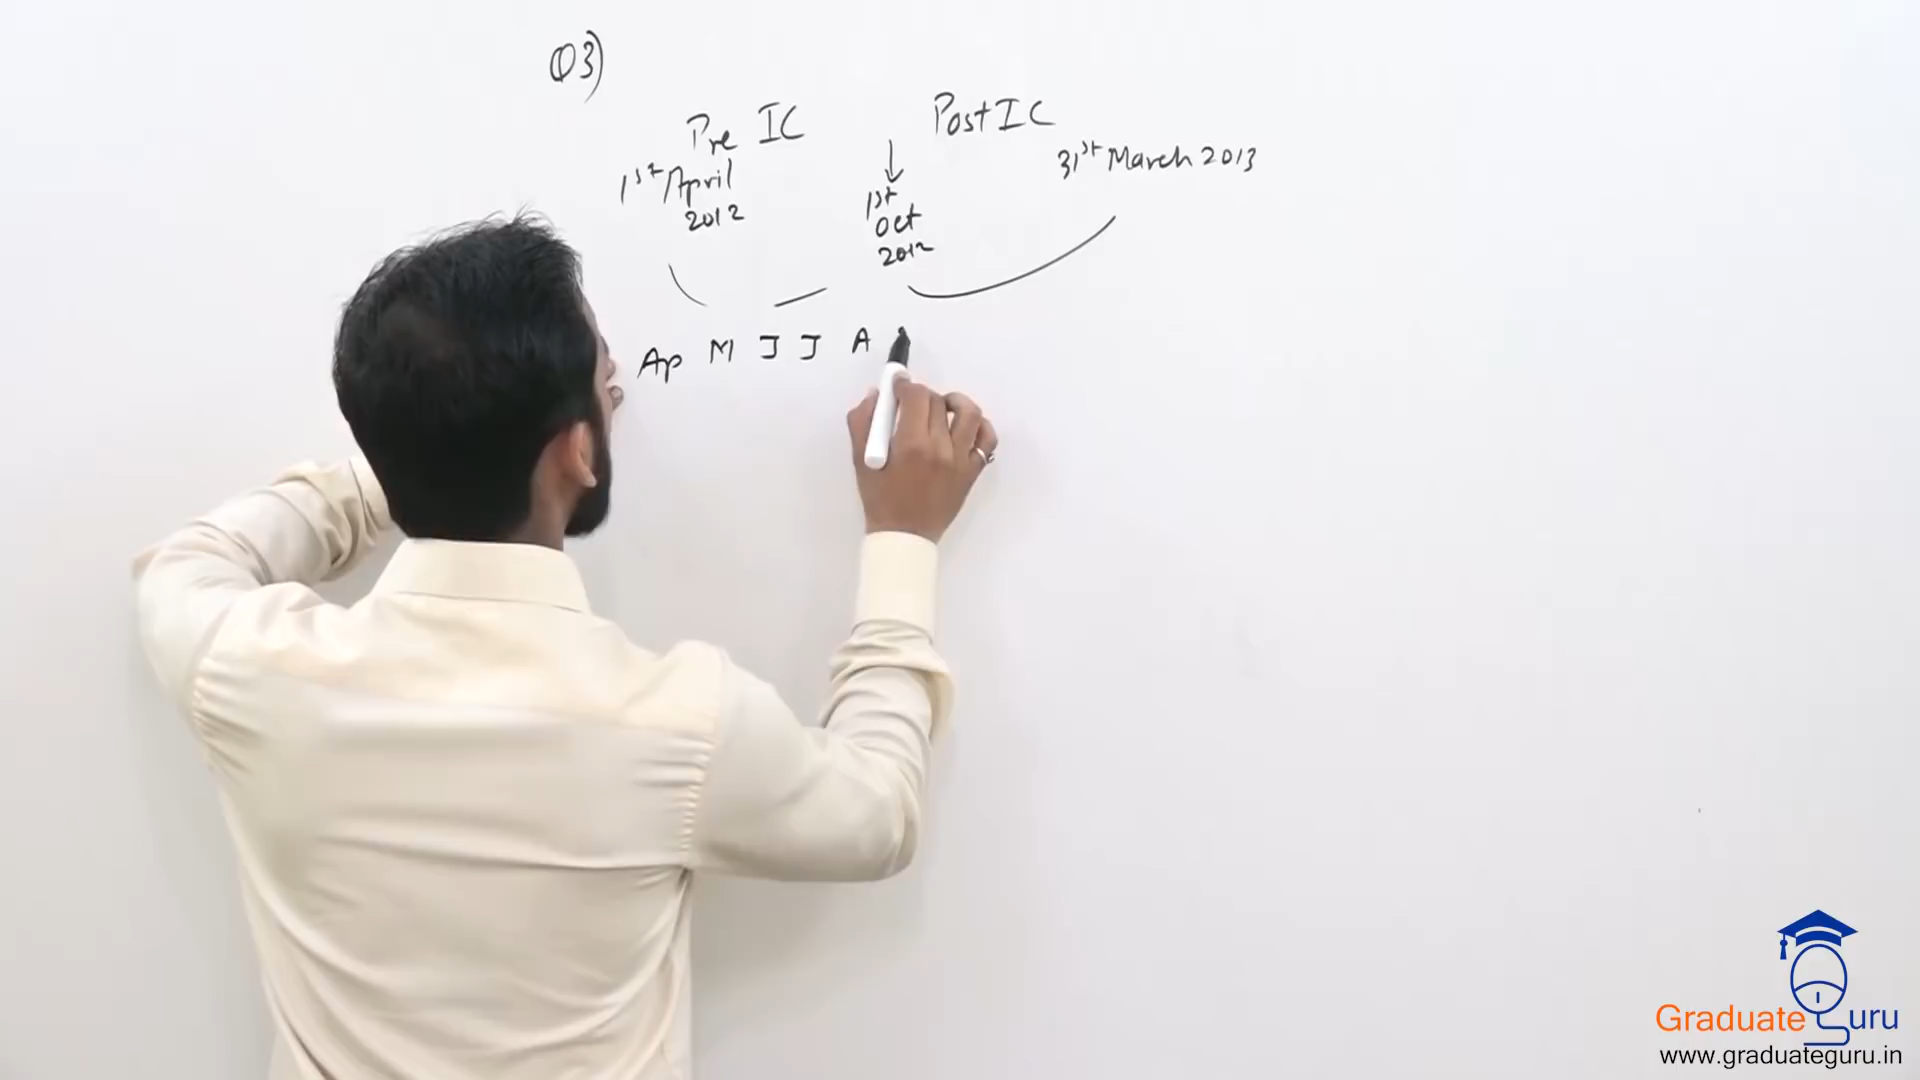 Q3)
Pre IC
Post IC
1st April
2012
1st
Oct
2012
31st March 2013
Ap M J J A
Graduate Guru
www.graduateguru.in